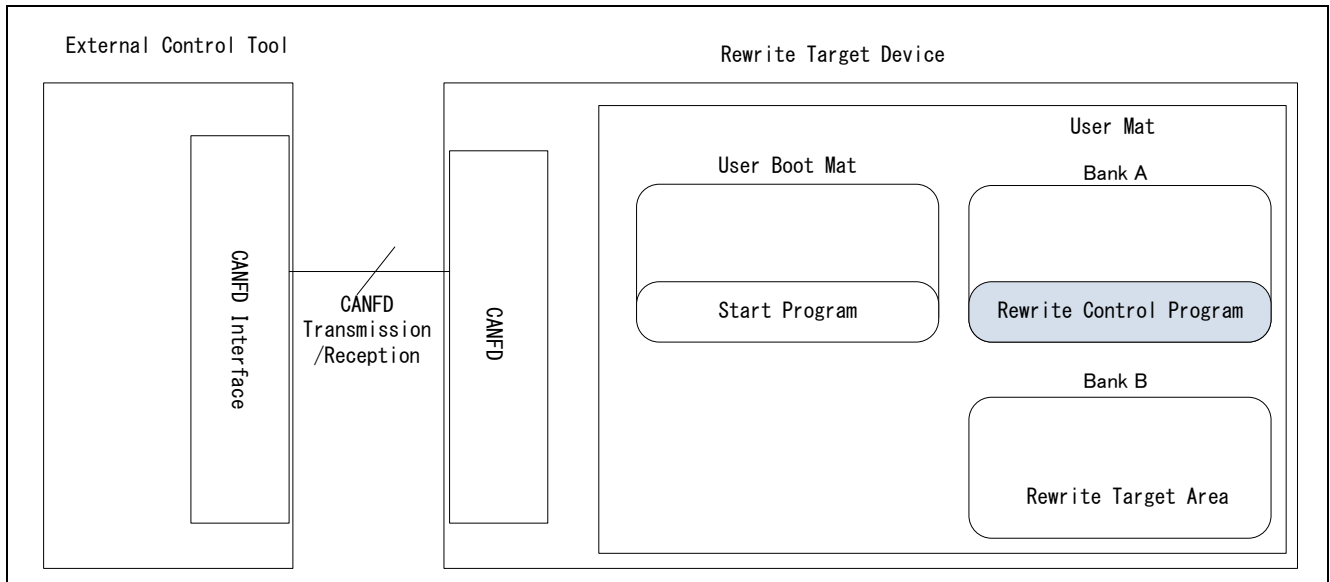 External Control Tool
Rewrite Target Device
User Mat
User Boot Mat
Bank A
CANFD Interface
CANFD
Transmission
/Reception
CANFD
Start Program
Rewrite Control Program
Bank B
Rewrite Target Area